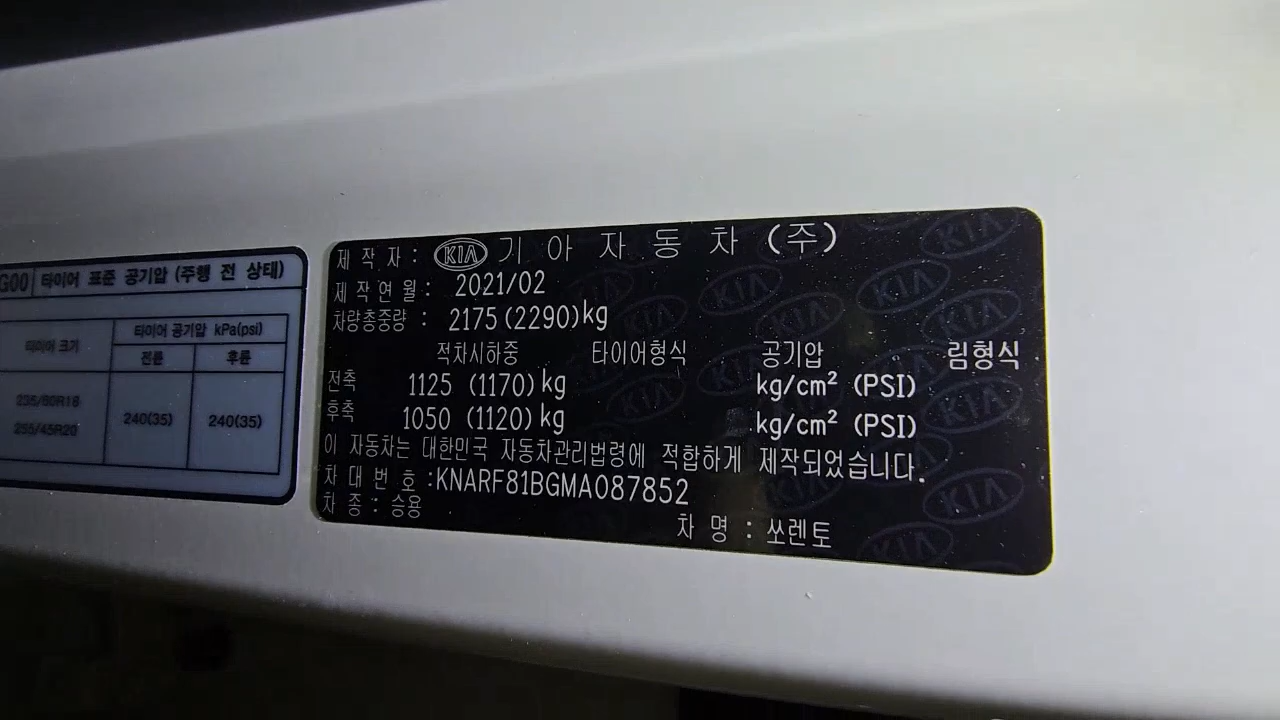 G00 타이어 표준 공기압 (주행 전 상태)
타이어 크기 타이어 공기압 kPa(psi)
전륜 후륜
235/60R18 240(35) 240(35)
255/45R20
제작자 : KIA 기아자동차(주)
제작연월 : 2021/02
차량총중량 : 2175(2290)kg
적차시하중 타이어형식 공기압 림형식
전축 1125 (1170)kg kg/cm² (PSI)
후축 1050 (1120)kg kg/cm² (PSI)
이 자동차는 대한민국 자동차관리법령에 적합하게 제작되었습니다.
차대번호 :KNARF81BGMA087852
차종 : 승용 차명 : 쏘렌토